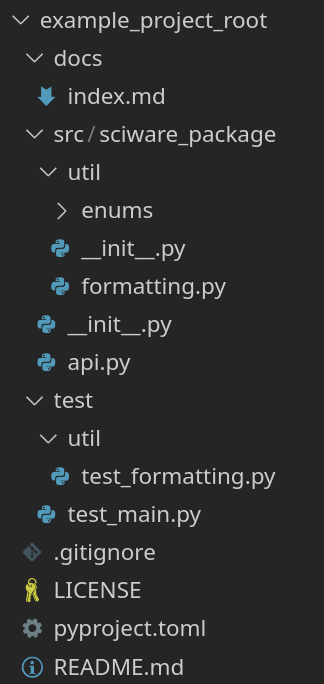 example_project_root
docs
index.md
src/sciware_package
util
enums
__init__.py
formatting.py
__init__.py
api.py
test
util
test_formatting.py
test_main.py
.gitignore
LICENSE
pyproject.toml
README.md